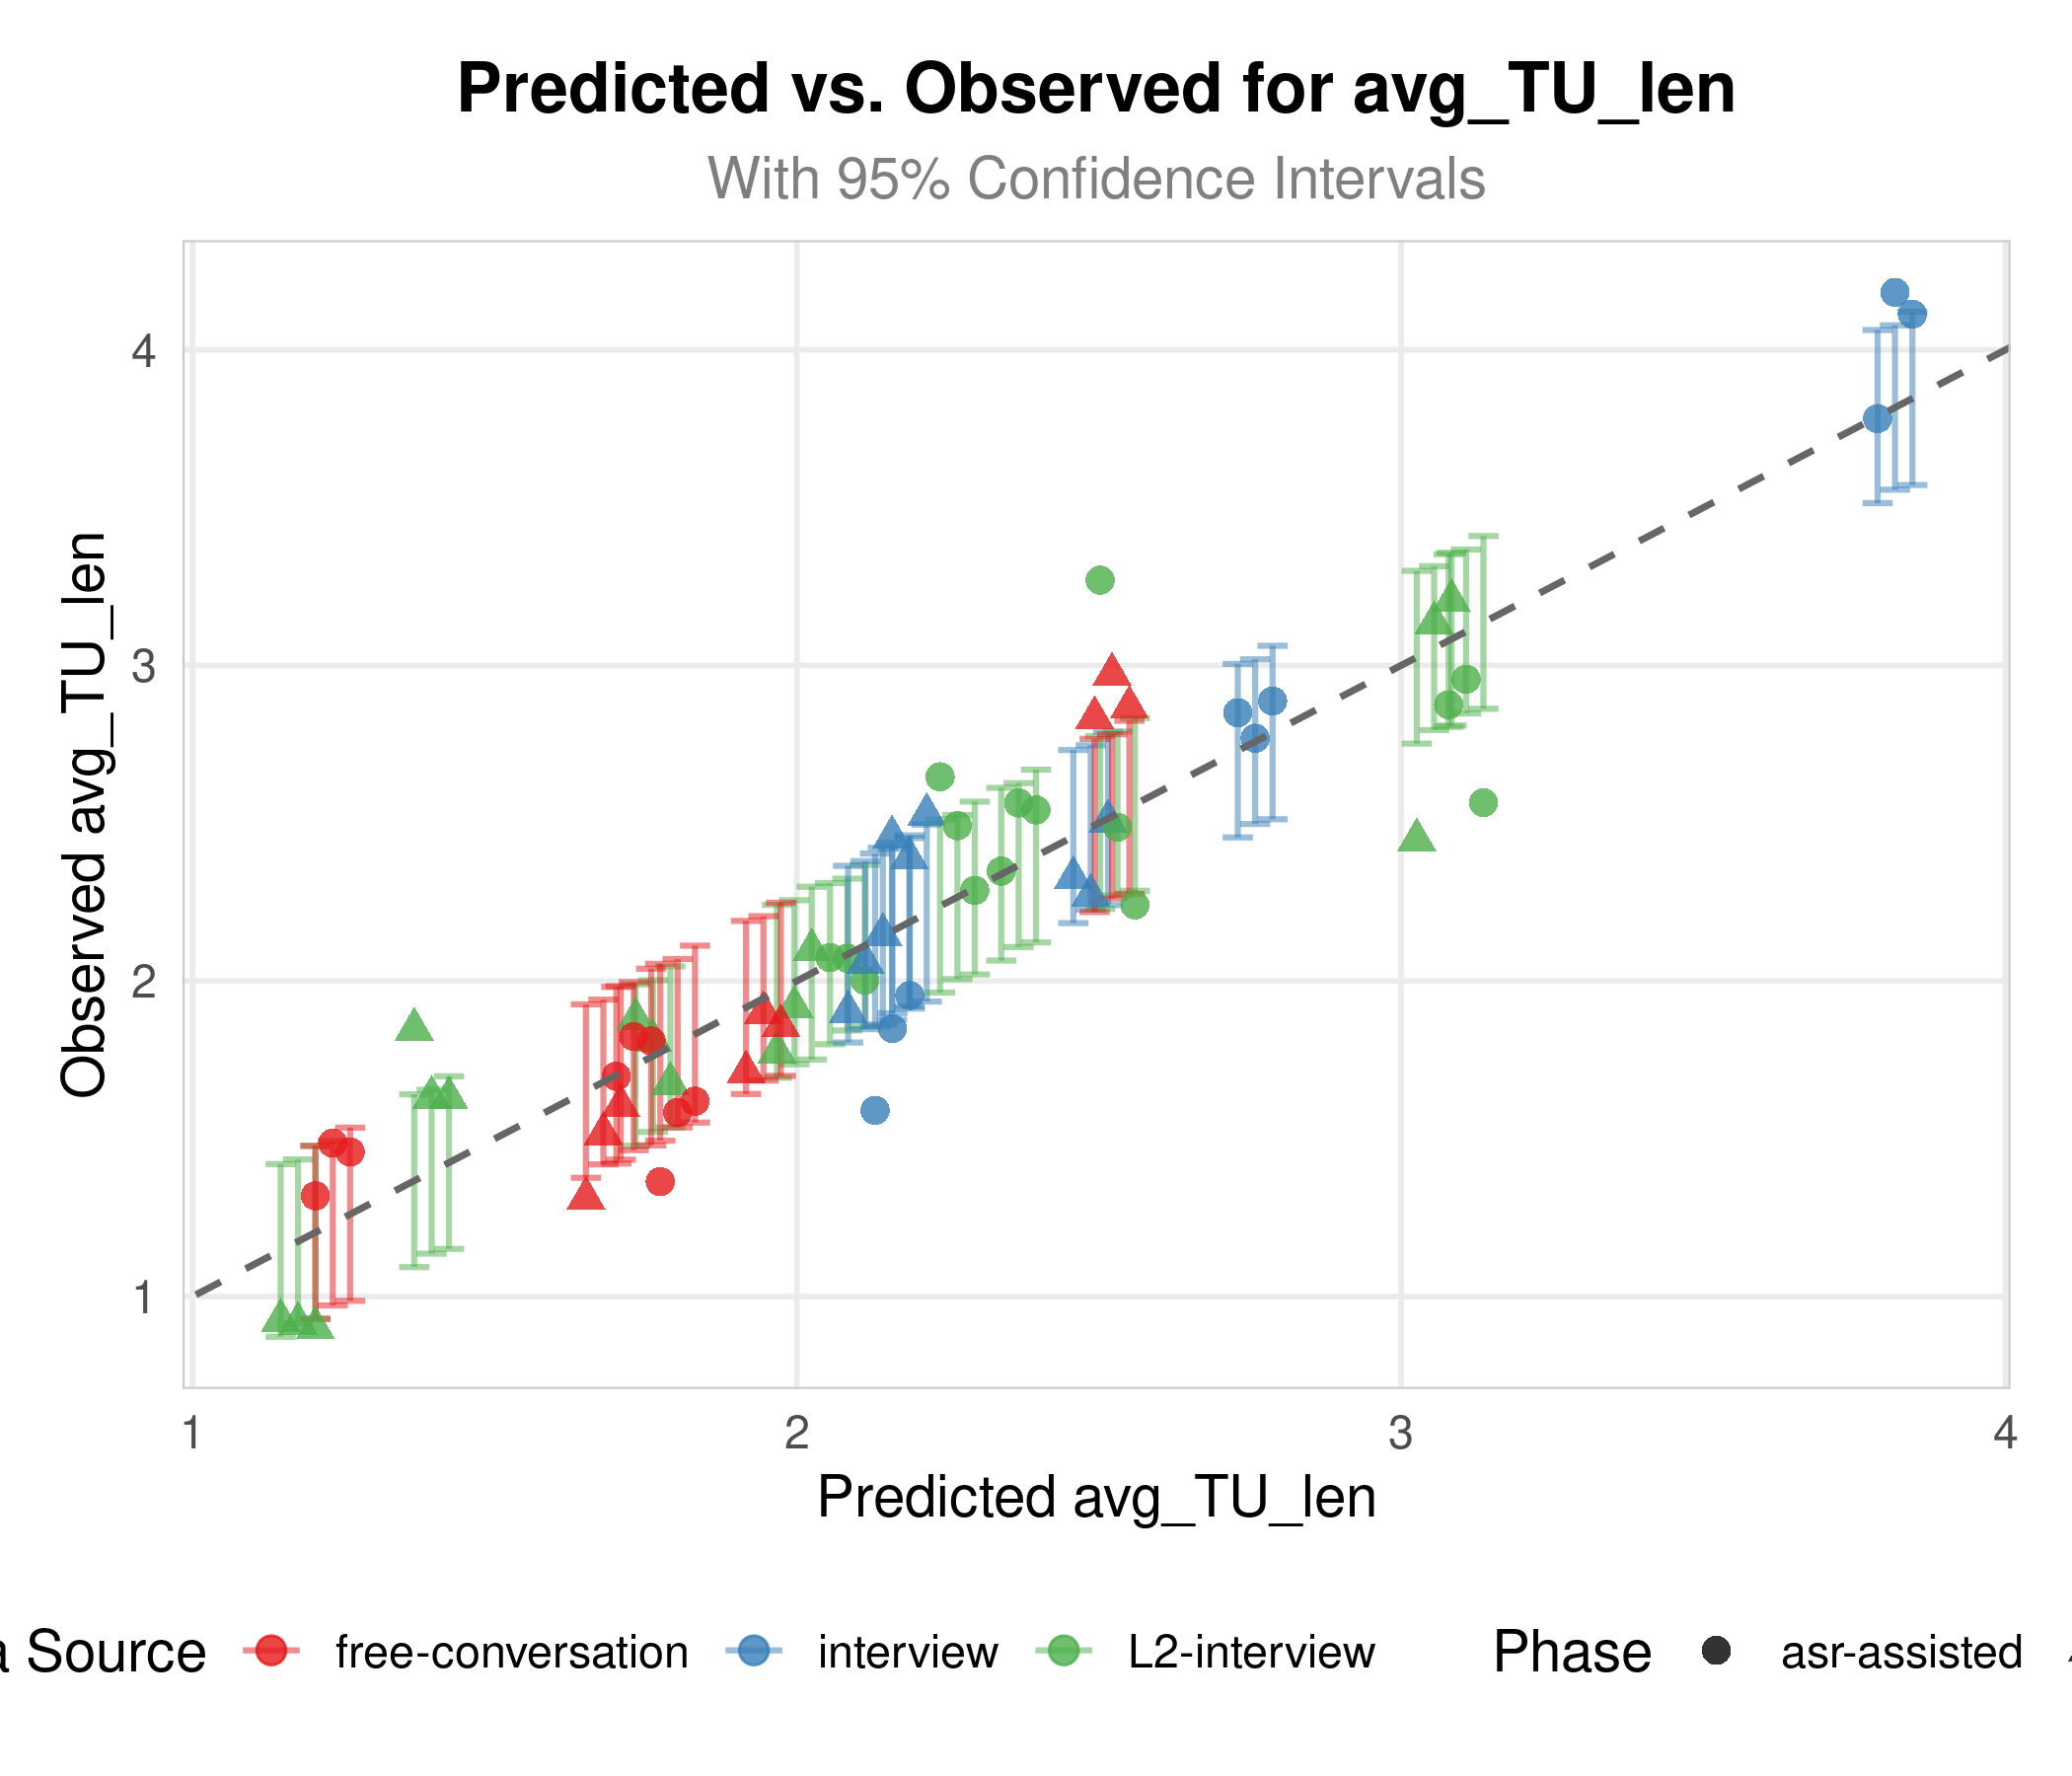 Predicted vs. Observed for avg_TU_len
With 95% Confidence Intervals
Observed avg_TU_len
4
3
2
1
1 2 3 4
Predicted avg_TU_len
a Source free-conversation interview L2-interview Phase asr-assisted